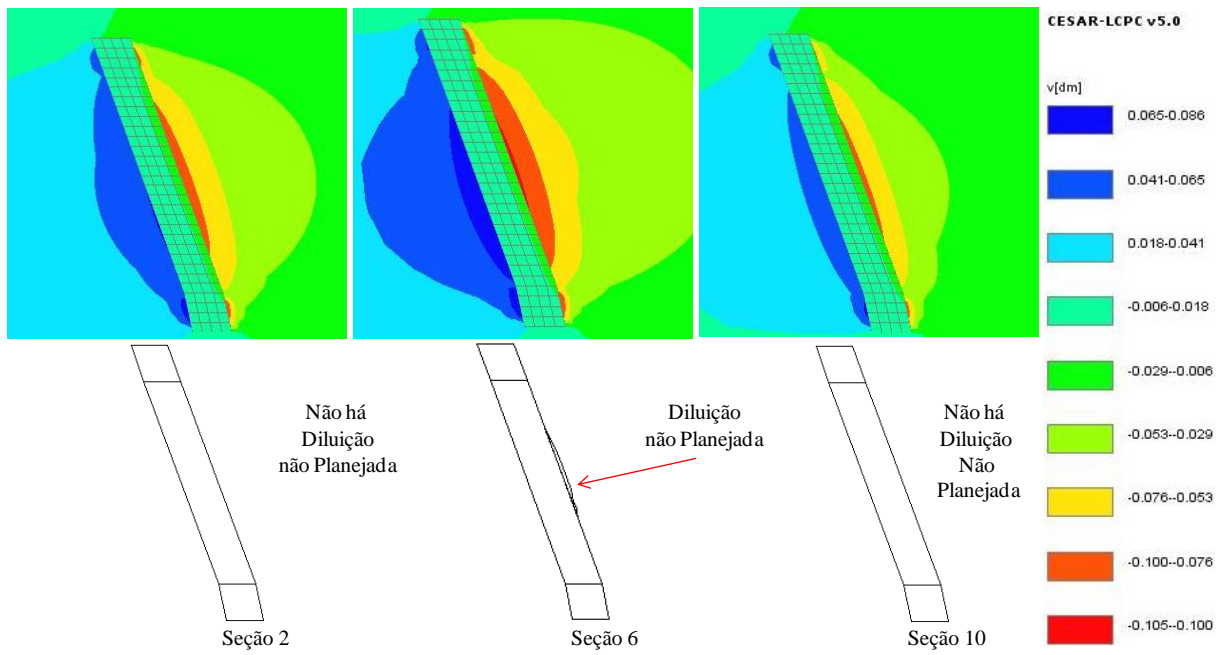 CESAR-LCPC v5.0
v[dm]
0.065-0.086
0.041-0.065
0.018-0.041
-0.006-0.018
-0.029--0.006
-0.053--0.029
-0.076--0.053
-0.100--0.076
-0.105--0.100
Não há
Diluição
não Planejada
Seção 2
Diluição
não Planejada
Seção 6
Não há
Diluição
Não
Planejada
Seção 10